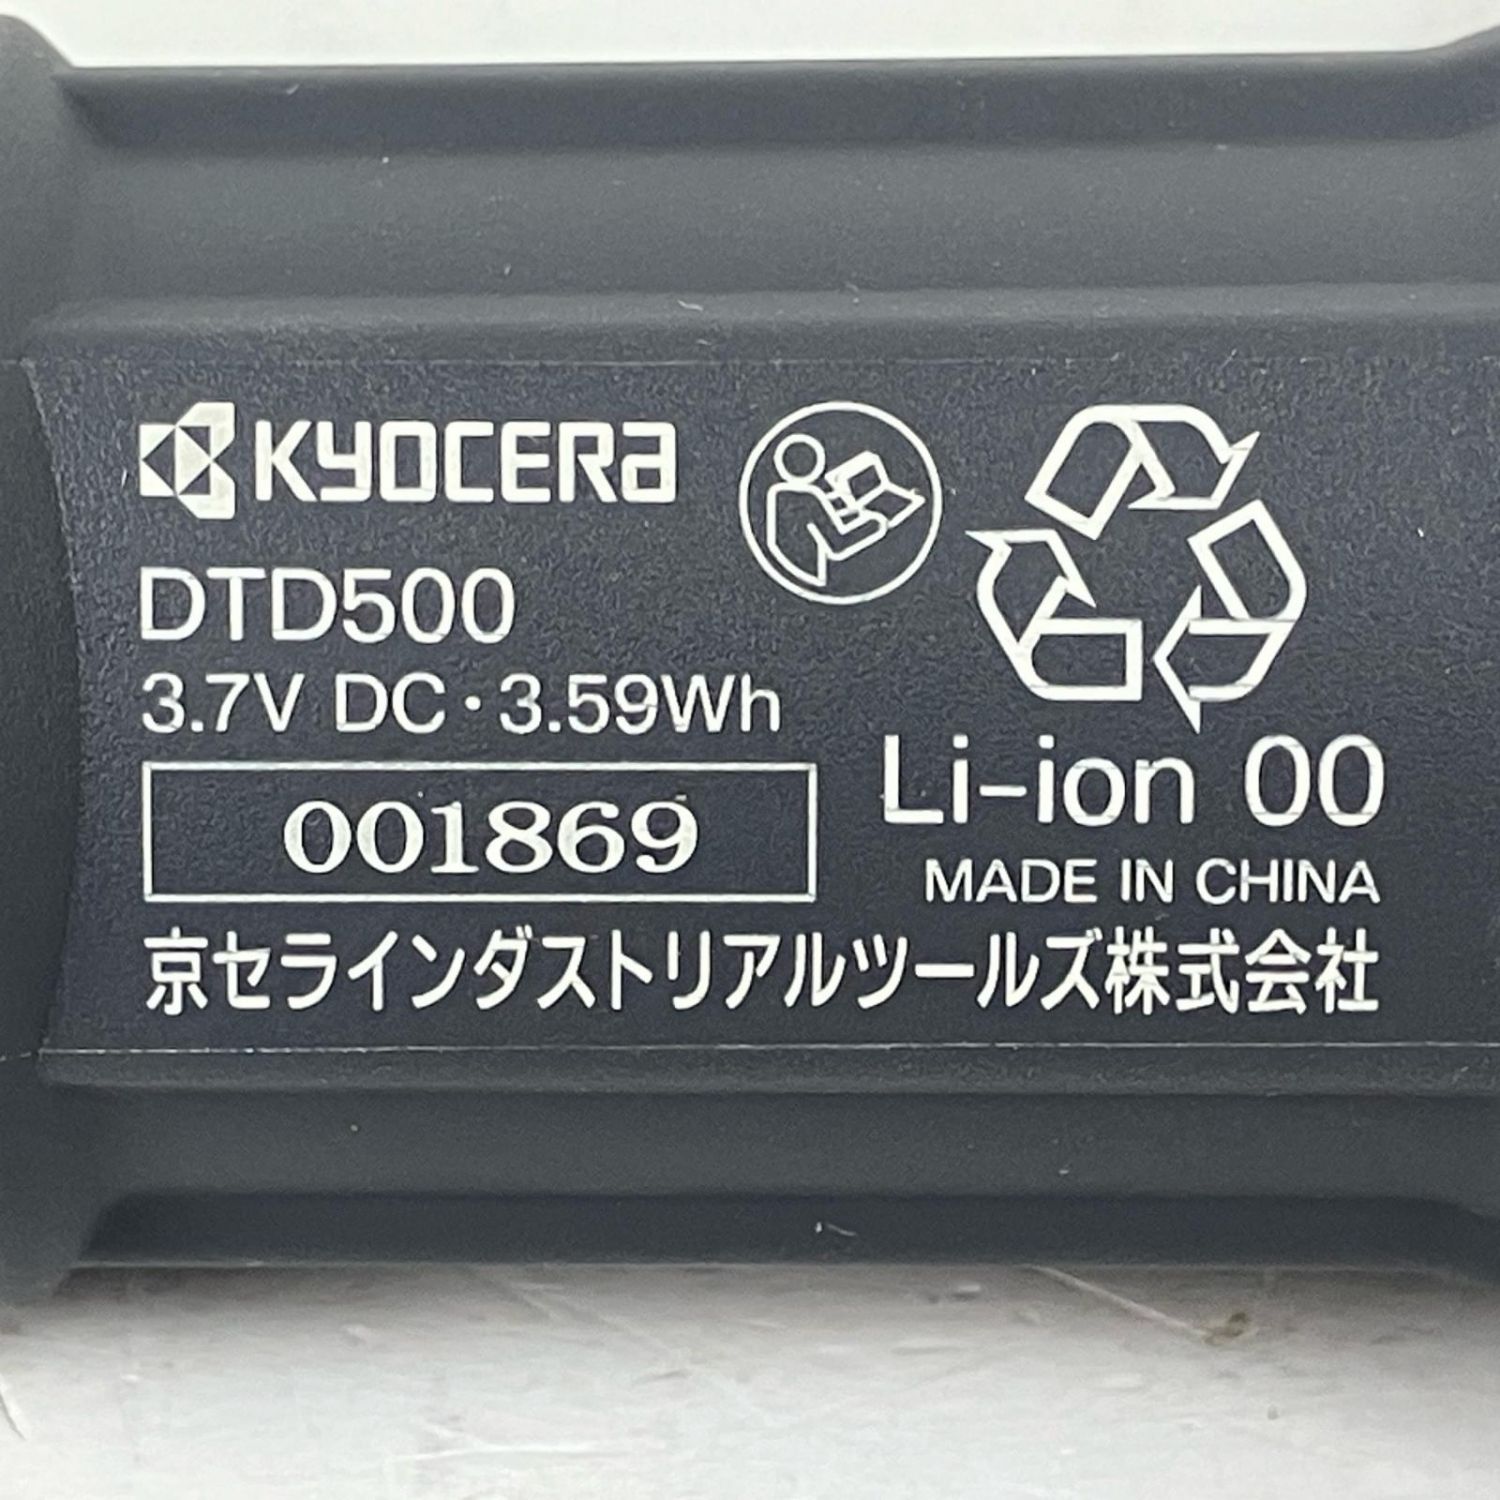 KYOCERA
DTD500
3.7V DC・3.59Wh
001869
Li-ion 00
MADE IN CHINA
京セラインダストリアルツールズ株式会社